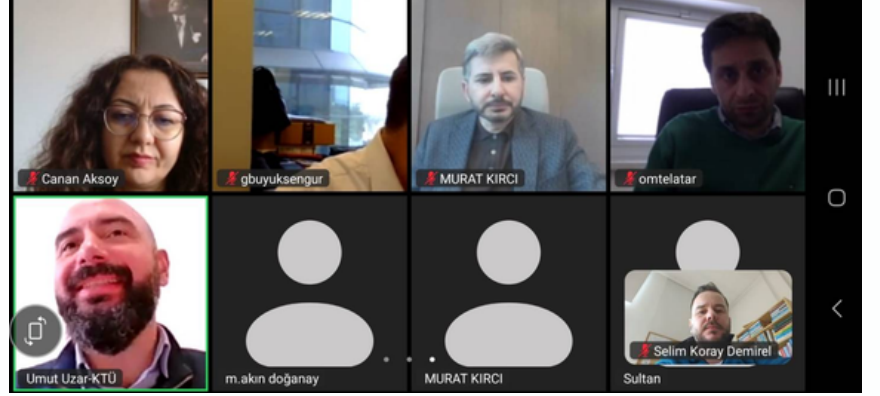 Canan Aksoy
gbuyuksengur
MURAT KIRCI
omtelatar
Umut Uzar-KTÜ
m.akın doğanay
MURAT KIRCI
Sultan
Selim Koray Demirel